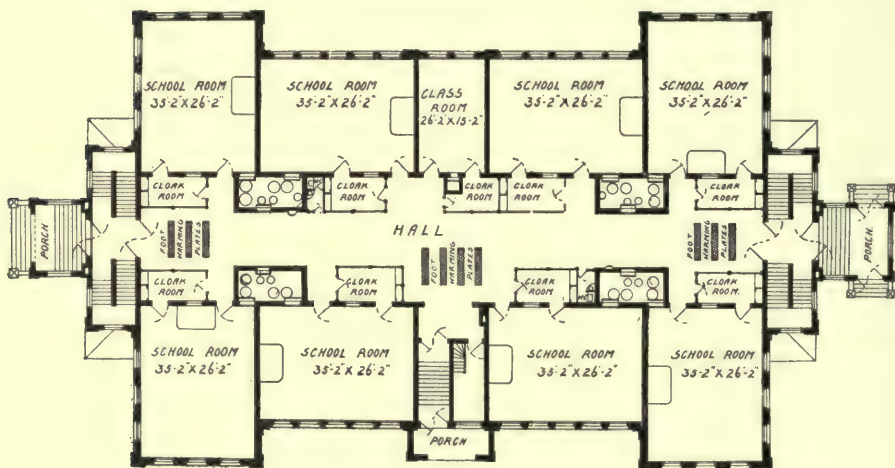 SCHOOL ROOM
35'-2" X 26'-2"
SCHOOL ROOM
35'-2" X 26'-2"
CLASS
ROOM
26'-2" X 15'-2"
SCHOOL ROOM
35'-2" X 26'-2"
SCHOOL ROOM
35'-2" X 26'-2"
CLOAK
ROOM
CLOAK
ROOM
CLOAK
ROOM
CLOAK
ROOM
CLOAK
ROOM
PORCH
FOOT
WARMING
PLATES
HALL
FOOT
WARMING
PLATES
FOOT
WARMING
PLATES
PORCH.
CLOAK
ROOM
CLOAK
ROOM
CLOAK
ROOM
CLOAK
ROOM.
SCHOOL ROOM
35'-2" X 26'-2"
SCHOOL ROOM
35'-2" X 26'-2"
SCHOOL ROOM
35'-2" X 26'-2"
SCHOOL ROOM
35'-2" X 26'-2"
PORCH